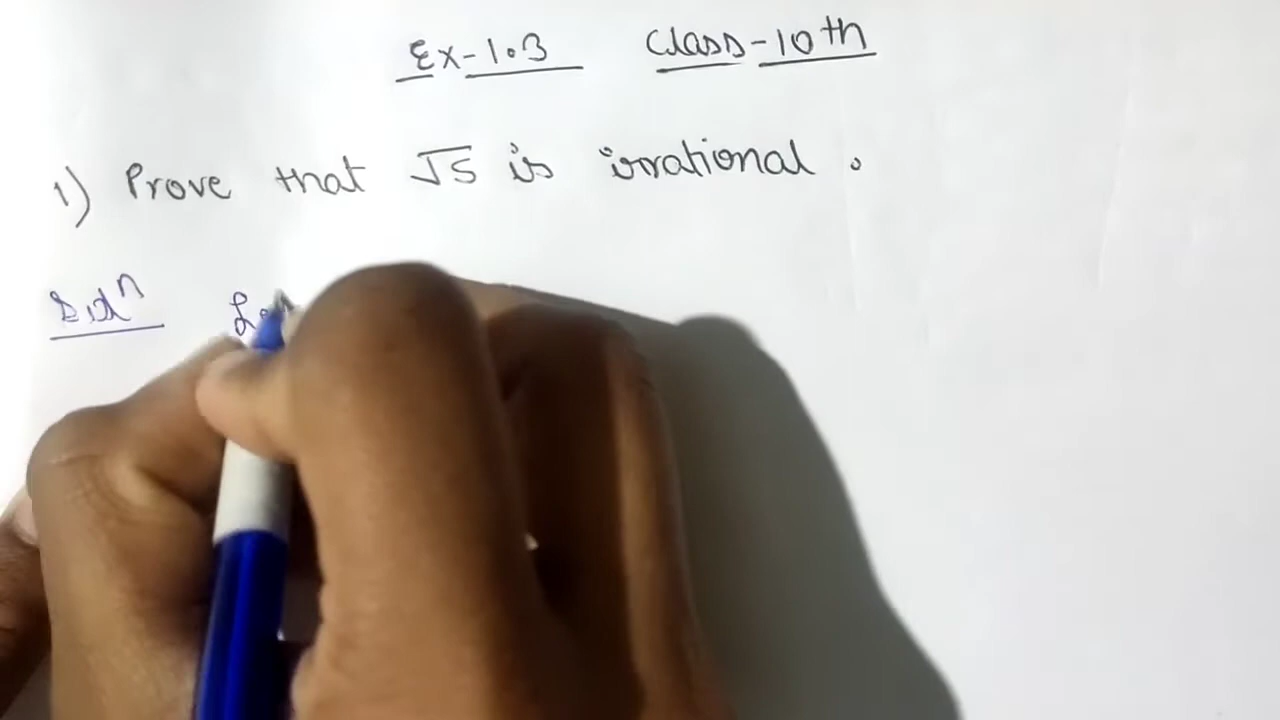 Ex-1.3 Class-10th
1) Prove that √5 is irrational.
Solⁿ